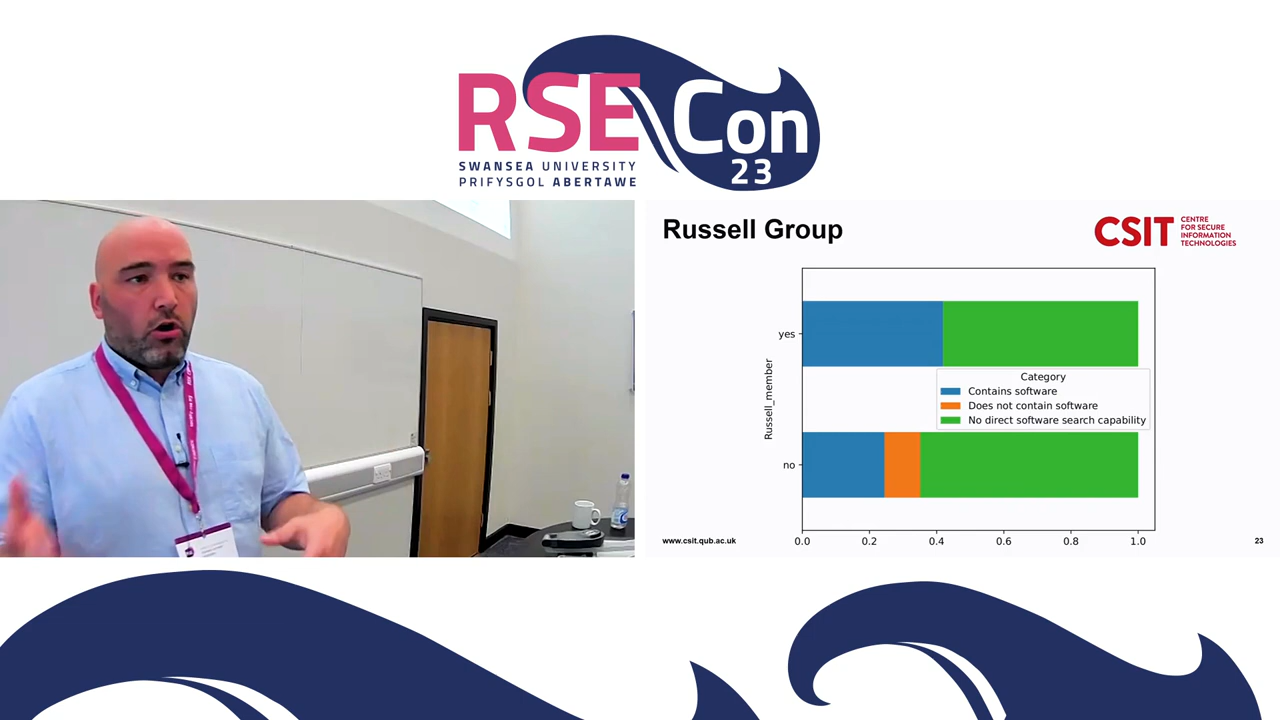 RSE Con
23
SWANSEA UNIVERSITY
PRIFYSGOL ABERTAWE
Russell Group
CSIT
CENTRE
FOR SECURE
INFORMATION
TECHNOLOGIES
yes
Category
Contains software
Does not contain software
No direct software search capability
Russell_member
no
0.0 0.2 0.4 0.6 0.8 1.0
www.csit.qub.ac.uk
23